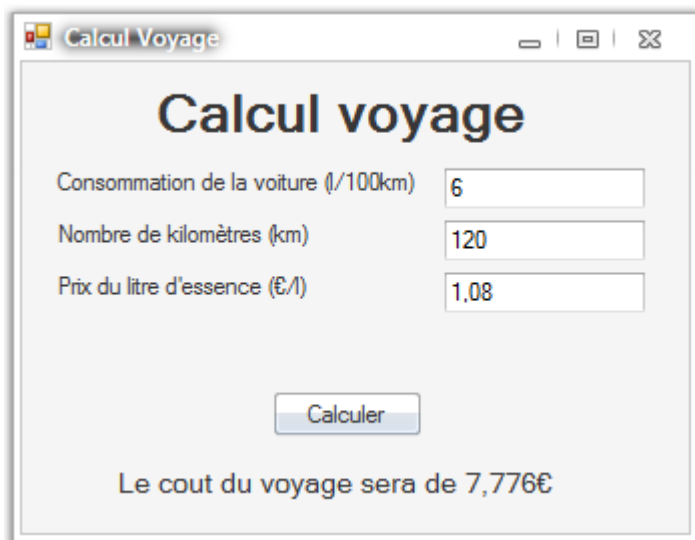 Calcul Voyage
Calcul voyage
Consommation de la voiture (l/100km) 6
Nombre de kilomètres (km) 120
Prix du litre d'essence (€/l) 1,08
Calculer
Le cout du voyage sera de 7,776€